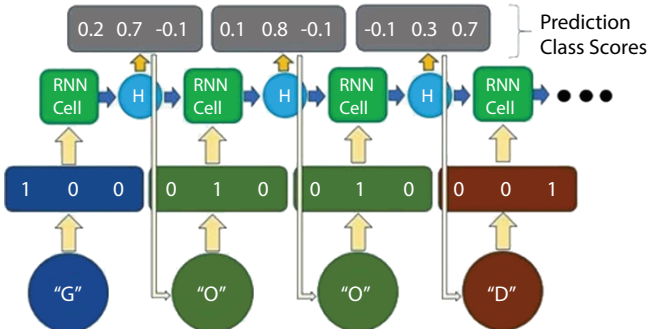 0.2 0.7 -0.1
0.1 0.8 -0.1
-0.1 0.3 0.7
Prediction
Class Scores
RNN
Cell
H
RNN
Cell
H
RNN
Cell
H
RNN
Cell
1 0 0
0 1 0
0 1 0
0 0 1
“G”
“O”
“O”
“D”